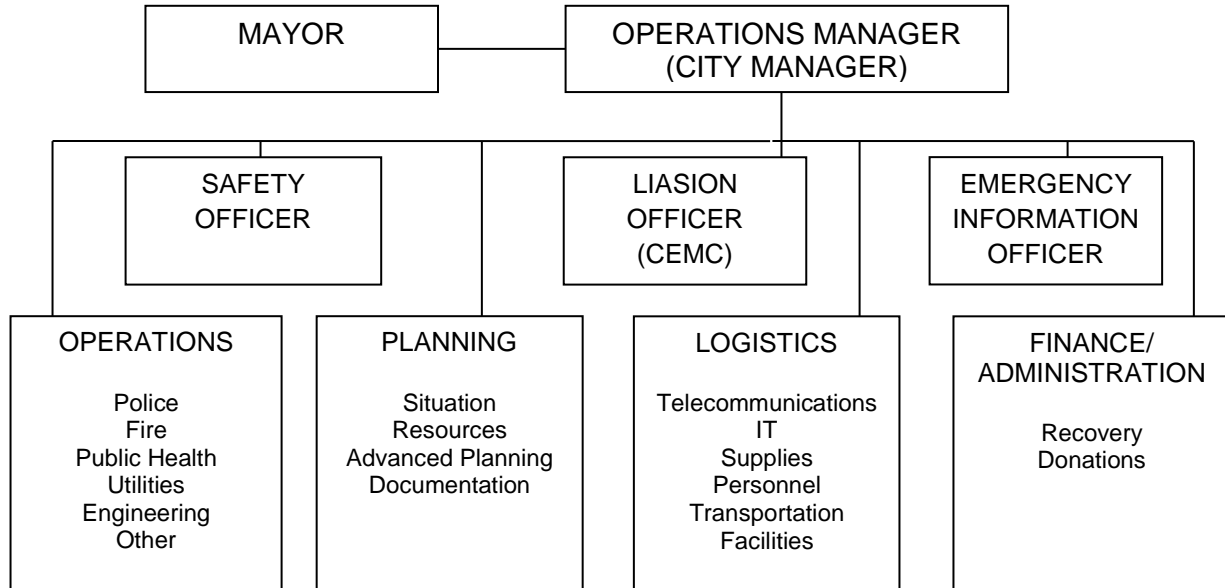 MAYOR
OPERATIONS MANAGER
(CITY MANAGER)
SAFETY
OFFICER
LIASION
OFFICER
(CEMC)
EMERGENCY
INFORMATION
OFFICER
OPERATIONS
Police
Fire
Public Health
Utilities
Engineering
Other
PLANNING
Situation
Resources
Advanced Planning
Documentation
LOGISTICS
Telecommunications
IT
Supplies
Personnel
Transportation
Facilities
FINANCE/
ADMINISTRATION
Recovery
Donations